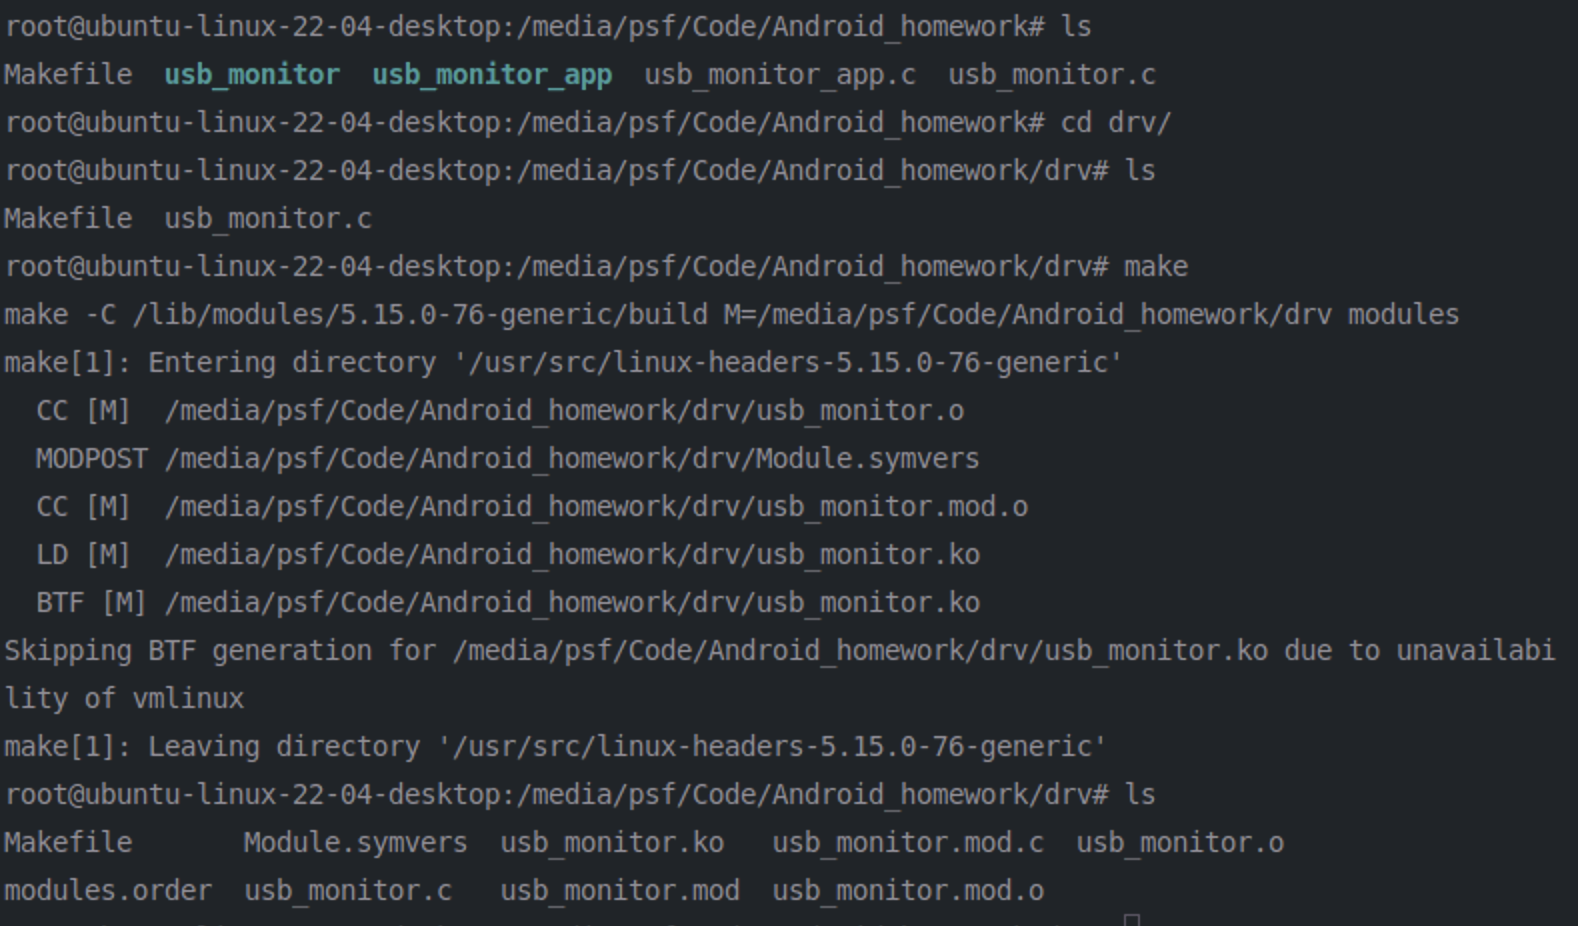 root@ubuntu-linux-22-04-desktop:/media/psf/Code/Android_homework# ls
Makefile  usb_monitor  usb_monitor_app  usb_monitor_app.c  usb_monitor.c
root@ubuntu-linux-22-04-desktop:/media/psf/Code/Android_homework# cd drv/
root@ubuntu-linux-22-04-desktop:/media/psf/Code/Android_homework/drv# ls
Makefile  usb_monitor.c
root@ubuntu-linux-22-04-desktop:/media/psf/Code/Android_homework/drv# make
make -C /lib/modules/5.15.0-76-generic/build M=/media/psf/Code/Android_homework/drv modules
make[1]: Entering directory '/usr/src/linux-headers-5.15.0-76-generic'
  CC [M]  /media/psf/Code/Android_homework/drv/usb_monitor.o
  MODPOST /media/psf/Code/Android_homework/drv/Module.symvers
  CC [M]  /media/psf/Code/Android_homework/drv/usb_monitor.mod.o
  LD [M]  /media/psf/Code/Android_homework/drv/usb_monitor.ko
  BTF [M] /media/psf/Code/Android_homework/drv/usb_monitor.ko
Skipping BTF generation for /media/psf/Code/Android_homework/drv/usb_monitor.ko due to unavailabi
lity of vmlinux
make[1]: Leaving directory '/usr/src/linux-headers-5.15.0-76-generic'
root@ubuntu-linux-22-04-desktop:/media/psf/Code/Android_homework/drv# ls
Makefile       Module.symvers  usb_monitor.ko   usb_monitor.mod.c  usb_monitor.o
modules.order  usb_monitor.c   usb_monitor.mod  usb_monitor.mod.o